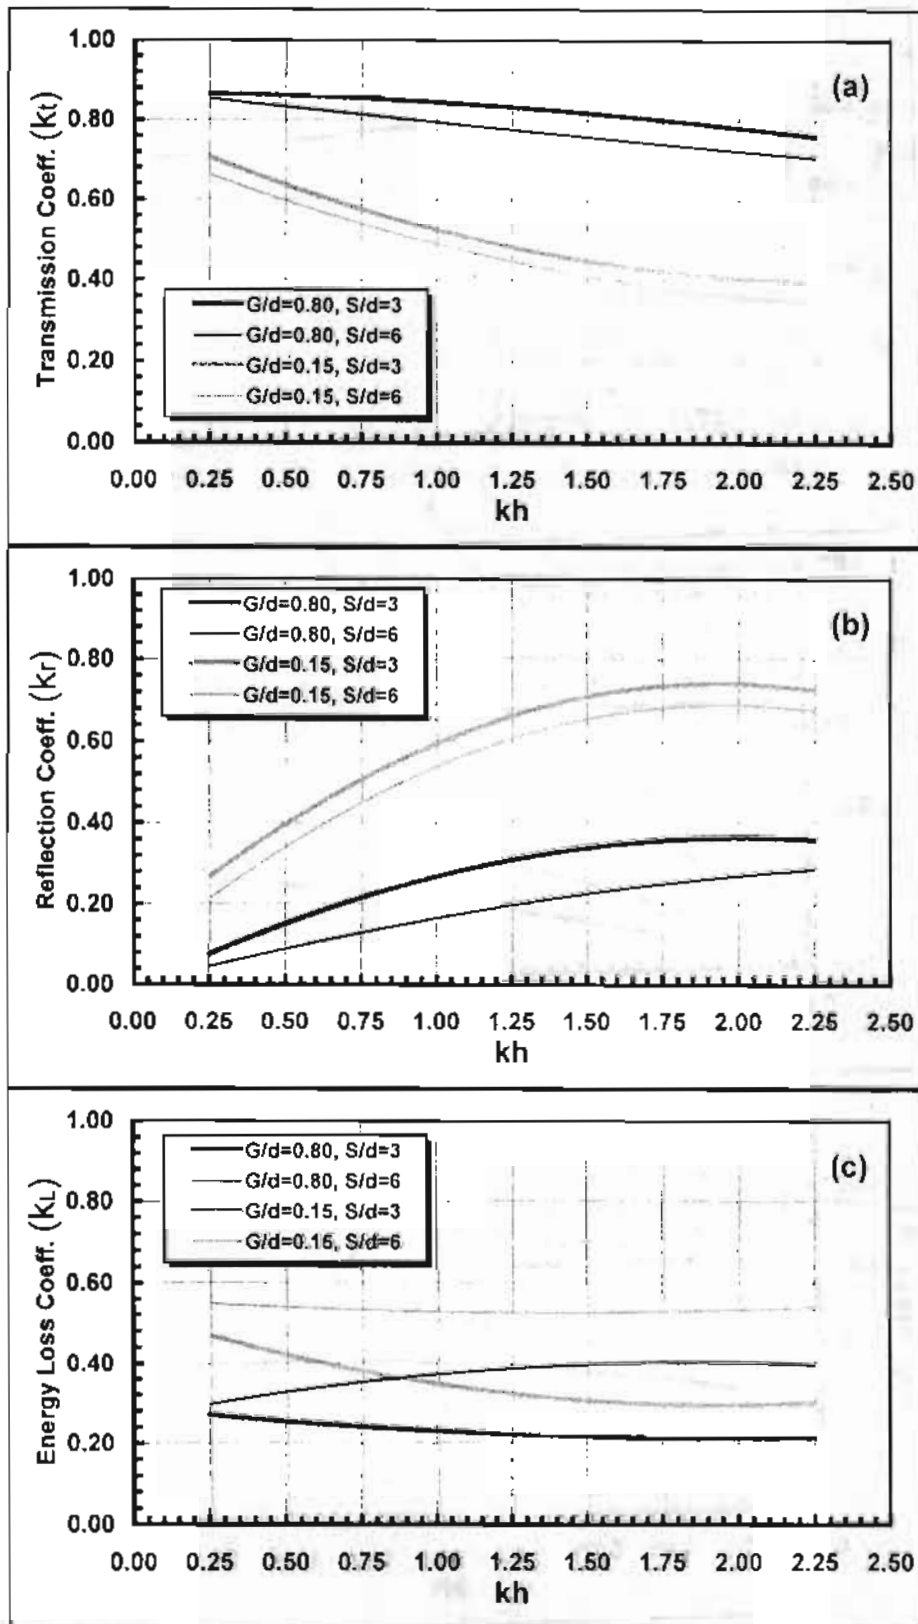 1.00
(a)
0.80
0.60
0.40
0.20
0.00
Transmission Coeff. (kt)
G/d=0.80, S/d=3
G/d=0.80, S/d=6
G/d=0.15, S/d=3
G/d=0.15, S/d=6
0.00 0.25 0.50 0.75 1.00 1.25 1.50 1.75 2.00 2.25 2.50
kh
1.00
(b)
0.80
0.60
0.40
0.20
0.00
Reflection Coeff. (kr)
G/d=0.80, S/d=3
G/d=0.80, S/d=6
G/d=0.15, S/d=3
G/d=0.15, S/d=6
0.00 0.25 0.50 0.75 1.00 1.25 1.50 1.75 2.00 2.25 2.50
kh
1.00
(c)
0.80
0.60
0.40
0.20
0.00
Energy Loss Coeff. (kL)
G/d=0.80, S/d=3
G/d=0.80, S/d=6
G/d=0.15, S/d=3
G/d=0.15, S/d=6
0.00 0.25 0.50 0.75 1.00 1.25 1.50 1.75 2.00 2.25 2.50
kh